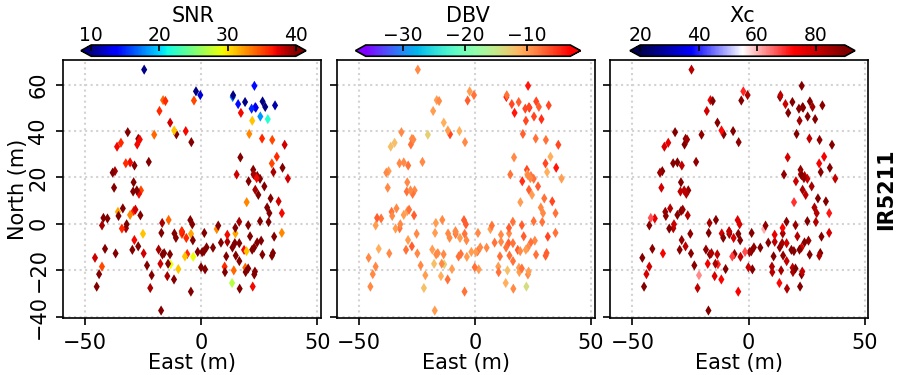 SNR DBV Xc
10 20 30 40 −30 −20 −10 20 40 60 80
60
40
20
0
−20
−40
North (m)
IR5211
−50 0 50 −50 0 50 −50 0 50
East (m) East (m) East (m)